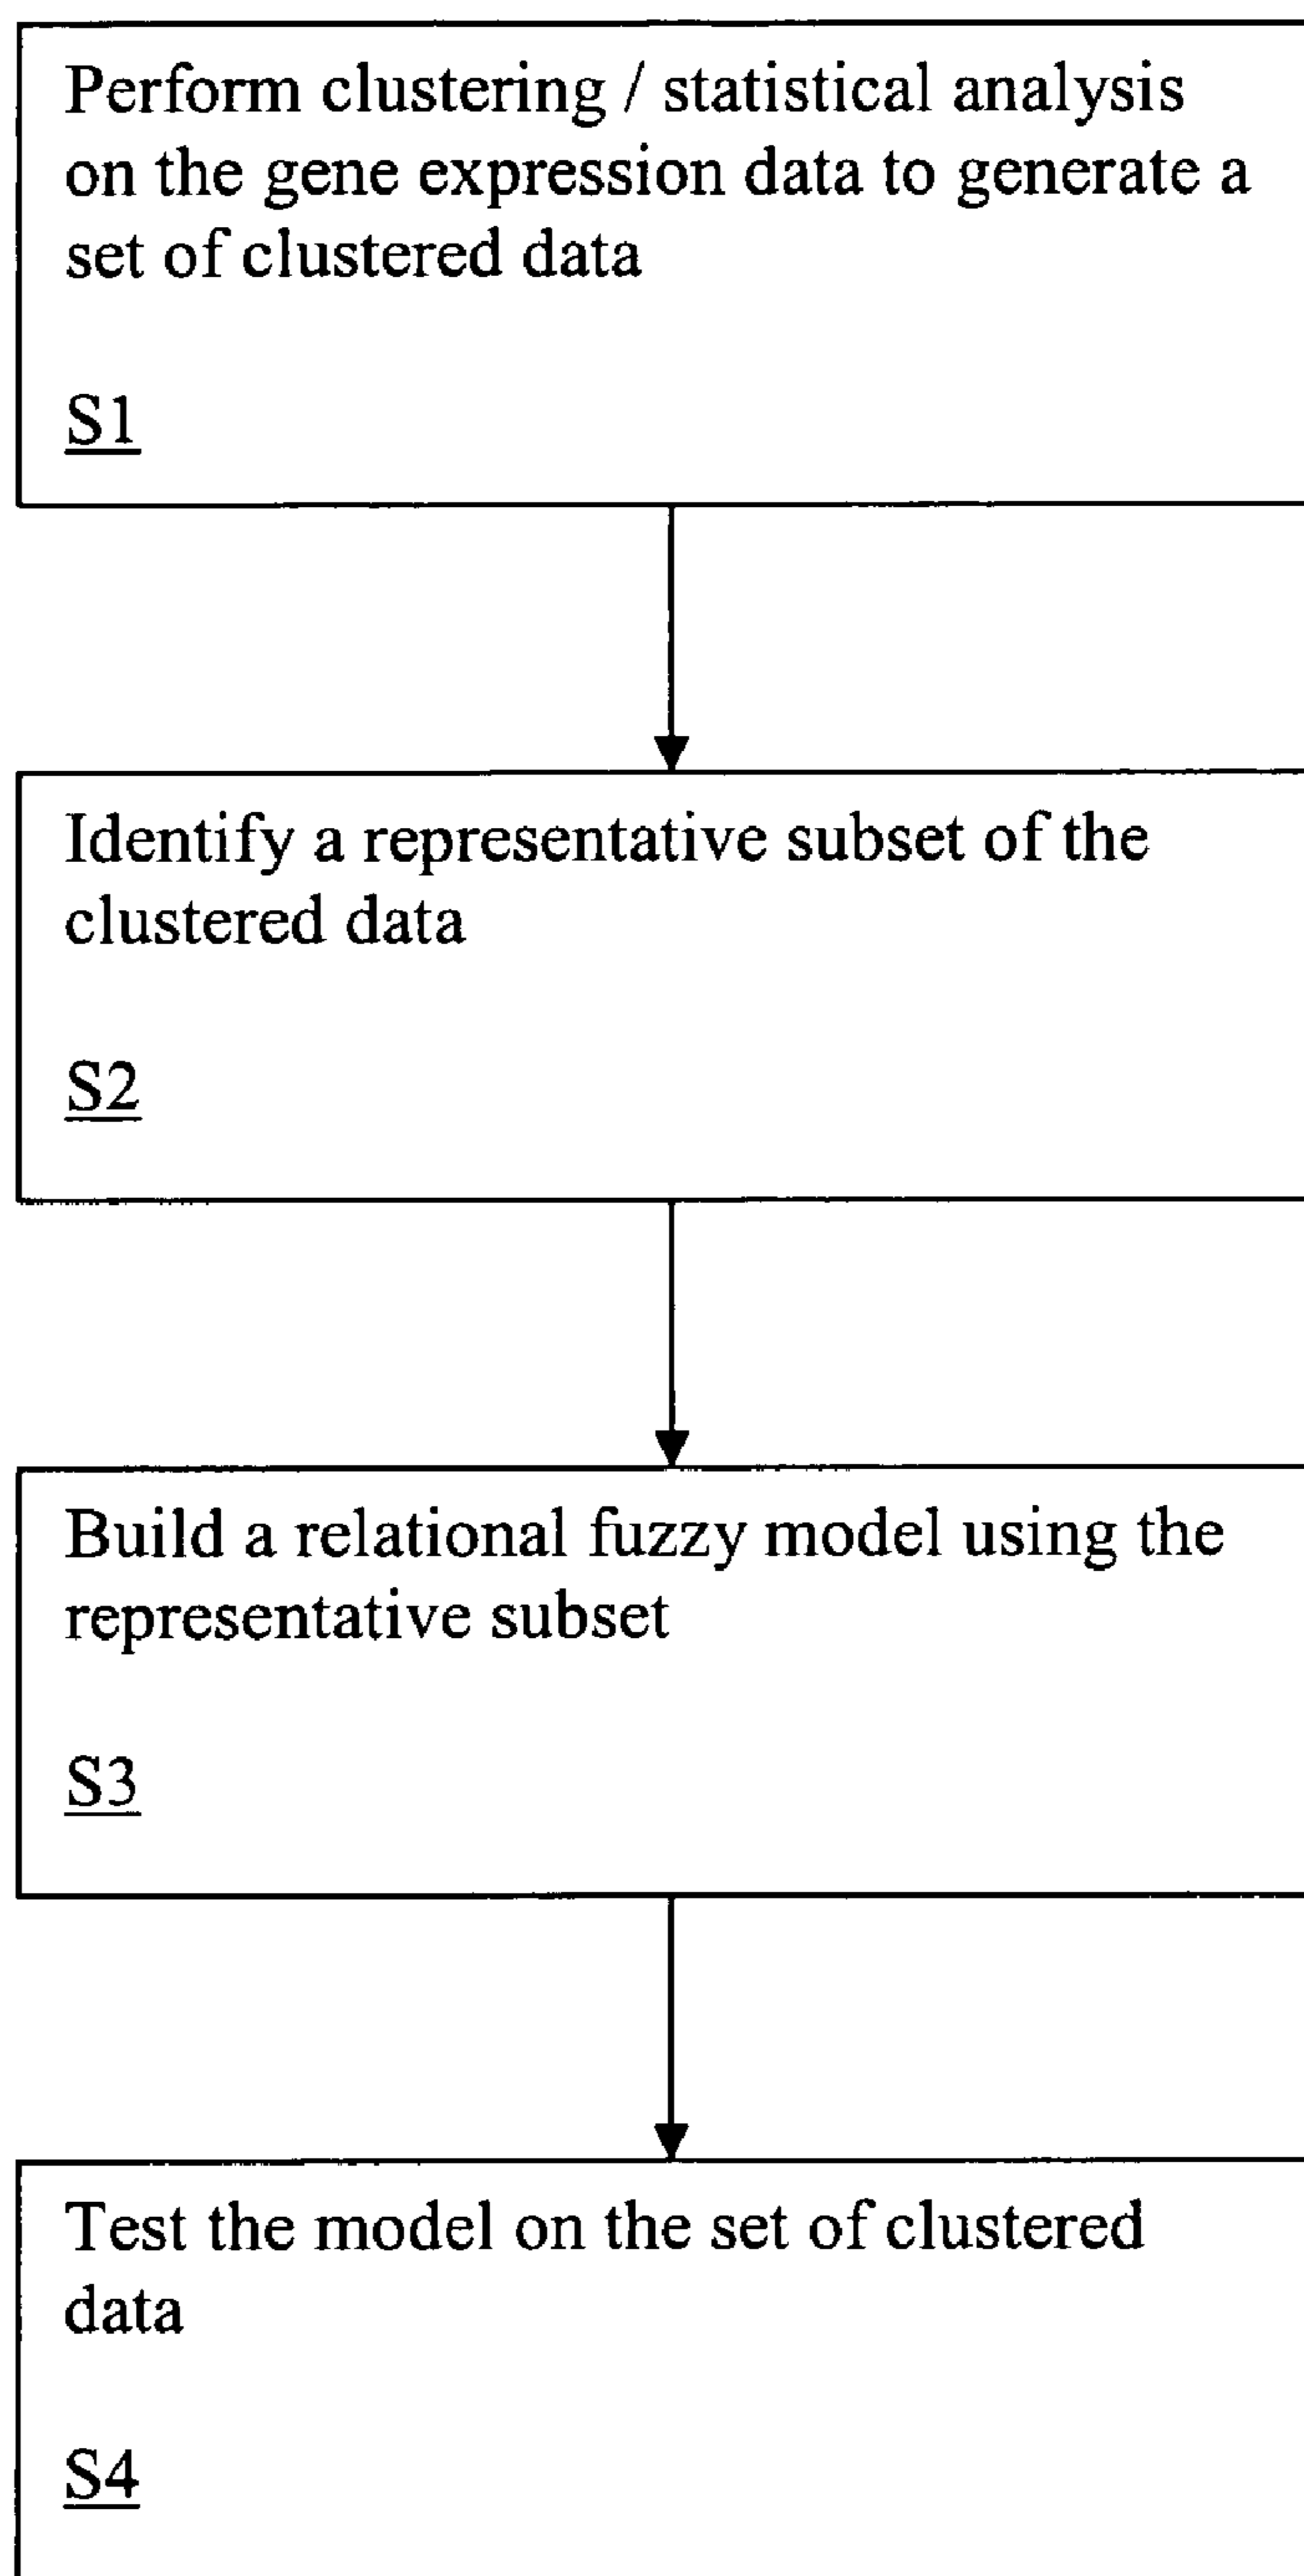 Perform clustering / statistical analysis
on the gene expression data to generate a
set of clustered data
S1
Identify a representative subset of the
clustered data
S2
Build a relational fuzzy model using the
representative subset
S3
Test the model on the set of clustered
data
S4